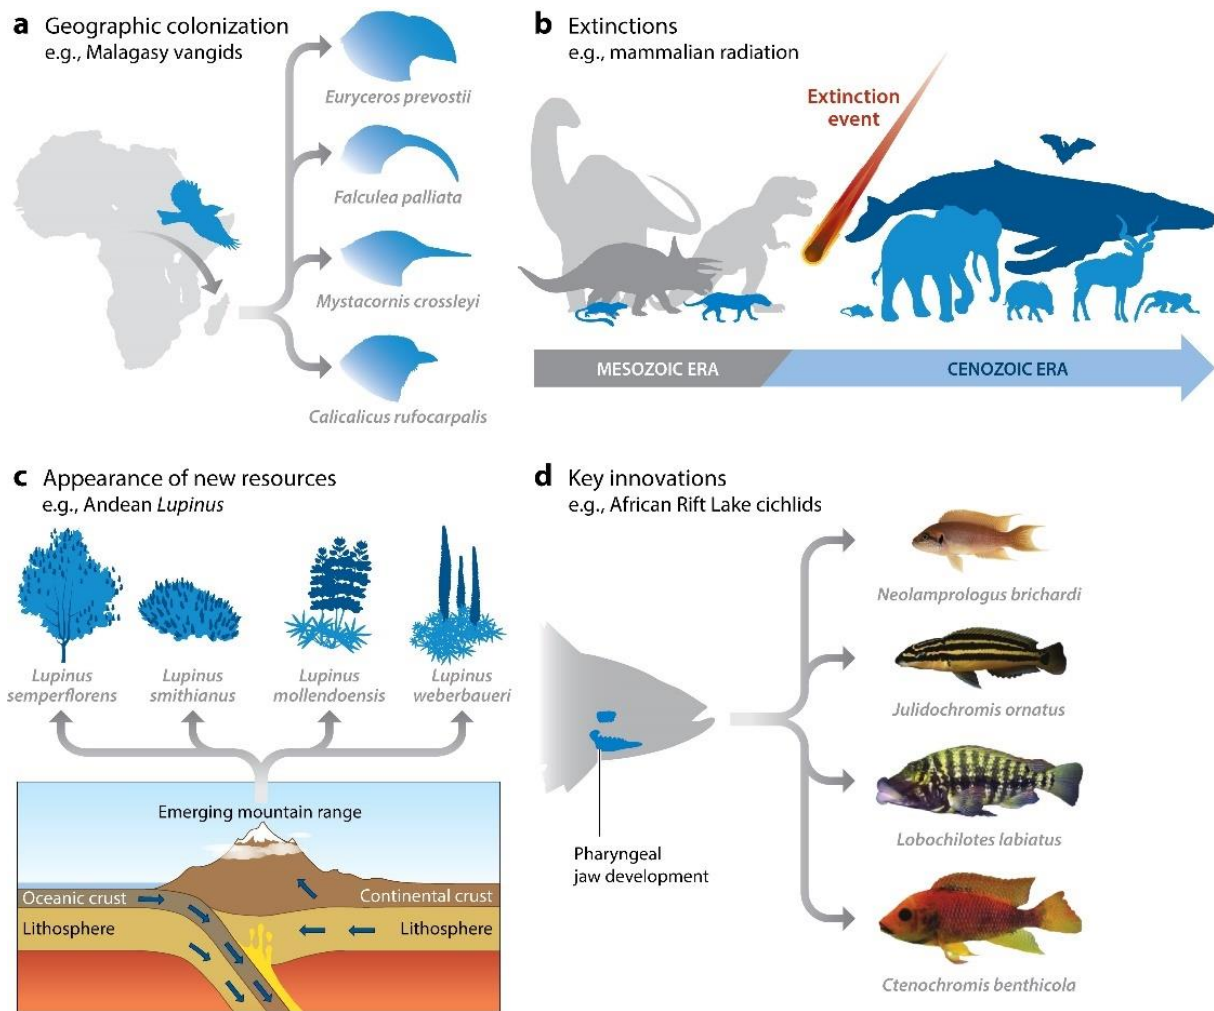 a Geographic colonization
e.g., Malagasy vangids
Euryceros prevostii
Falculea palliata
Mystacornis crossleyi
Calicalicus rufocarpalis
b Extinctions
e.g., mammalian radiation
Extinction
event
MESOZOIC ERA
CENOZOIC ERA
c Appearance of new resources
e.g., Andean Lupinus
Lupinus
semperflorens
Lupinus
smithianus
Lupinus
mollendoensis
Lupinus
weberbaueri
Emerging mountain range
Oceanic crust
Continental crust
Lithosphere
Lithosphere
d Key innovations
e.g., African Rift Lake cichlids
Neolamprologus brichardi
Julidochromis ornatus
Lobochilotes labiatus
Ctenochromis benthicola
Pharyngeal
jaw development